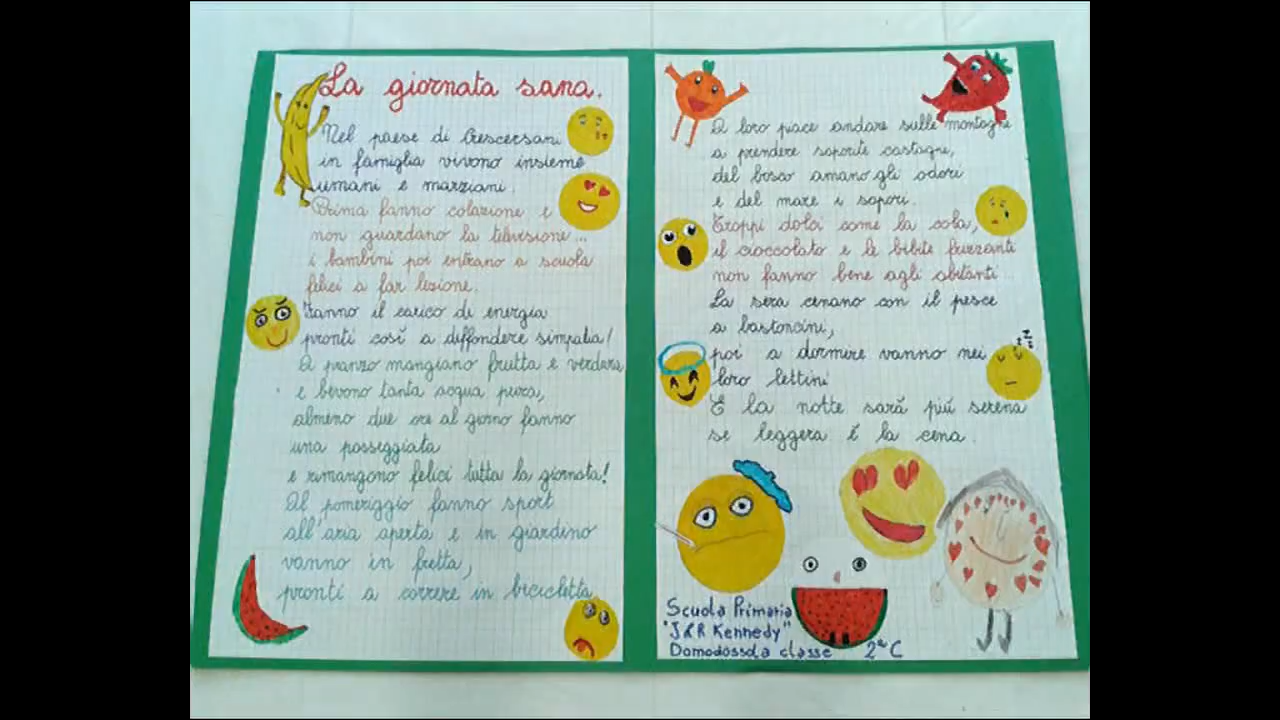 La giornata sana.
Nel paese di Crescersani
in famiglia vivono insieme
umani e marziani.
Prima fanno colazione e
non guardano la televisione...
i bambini poi entrano a scuola
felici a far lezione.
Fanno il carico di energia
pronti così a diffondere simpatia!
A pranzo mangiano frutta e verdura
e bevono tanta acqua pura,
almeno due ore al giorno fanno
una passeggiata
e rimangono felici tutta la giornata!
Al pomeriggio fanno sport
all'aria aperta e in giardino
vanno in fretta,
pronti a correre in bicicletta.
A loro piace andare sulle montagne
a prendere saporite castagne,
del bosco amano gli odori
e del mare i sapori.
Troppi dolci come la cola,
il cioccolato e le bibite frizzanti
non fanno bene agli abitanti.
La sera cenano con il pesce
a bastoncini,
poi a dormire vanno nei
loro lettini
E la notte sará piú serena
se leggera é la cena.
zzz
Scuola Primaria
"J&R Kennedy"
Domodossola classe 2ª C